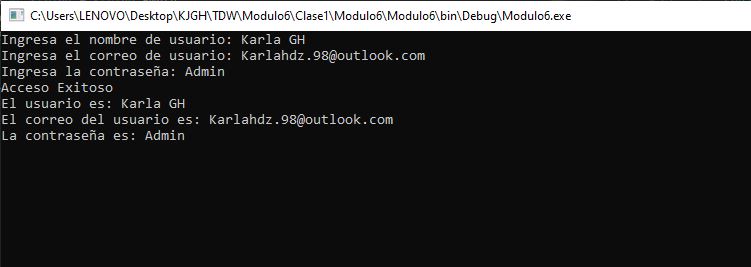 C:\Users\LENOVO\Desktop\KJGH\TDW\Modulo6\Clase1\Modulo6\Modulo6\bin\Debug\Modulo6.exe
Ingresa el nombre de usuario: Karla GH
Ingresa el correo de usuario: Karlahdz.98@outlook.com
Ingresa la contraseña: Admin
Acceso Exitoso
El usuario es: Karla GH
El correo del usuario es: Karlahdz.98@outlook.com
La contraseña es: Admin